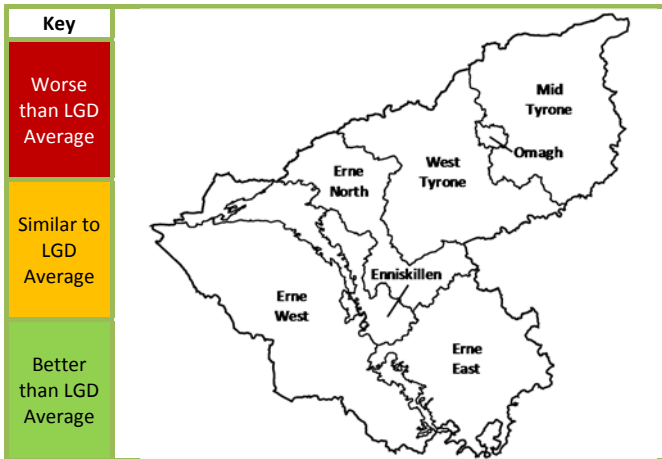 Key
Worse
than LGD
Average
Similar to
LGD
Average
Better
than LGD
Average
Mid
Tyrone
Omagh
West
Tyrone
Erne
North
Enniskillen
Erne
West
Erne
East